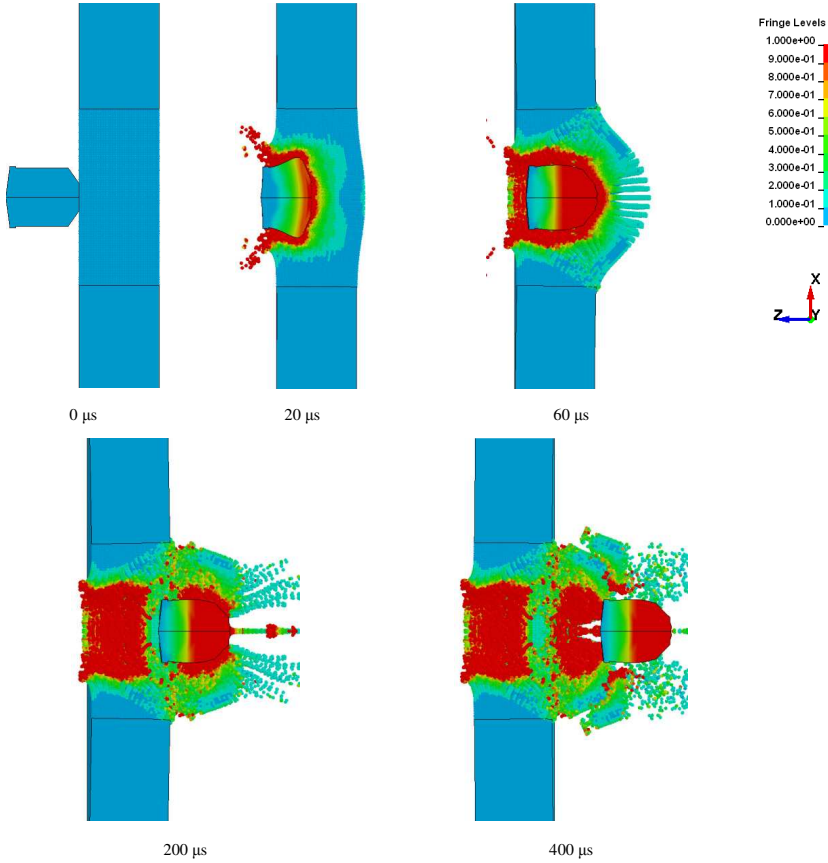 Fringe Levels
1.000e+00
9.000e-01
8.000e-01
7.000e-01
6.000e-01
5.000e-01
4.000e-01
3.000e-01
2.000e-01
1.000e-01
0.000e+00
X
Z
Y
0 μs
20 μs
60 μs
200 μs
400 μs